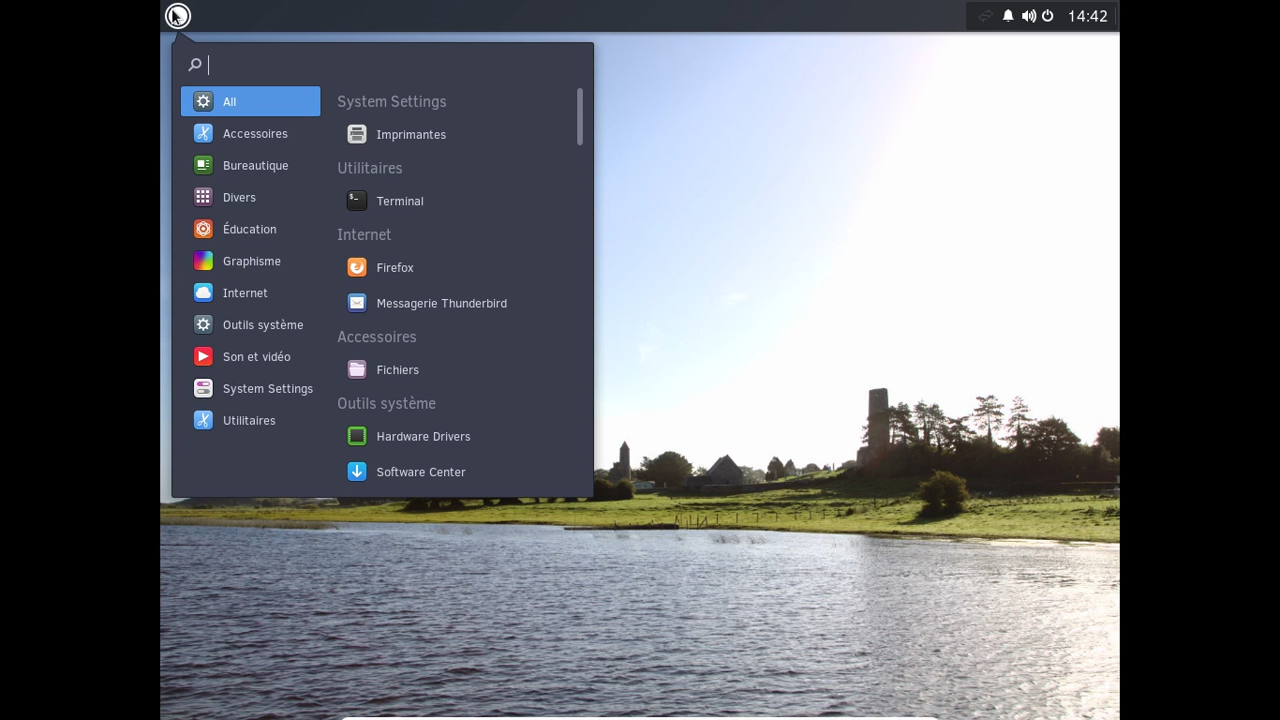 14:42
All
Accessoires
Bureautique
Divers
Éducation
Graphisme
Internet
Outils système
Son et vidéo
System Settings
Utilitaires
System Settings
Imprimantes
Utilitaires
Terminal
Internet
Firefox
Messagerie Thunderbird
Accessoires
Fichiers
Outils système
Hardware Drivers
Software Center